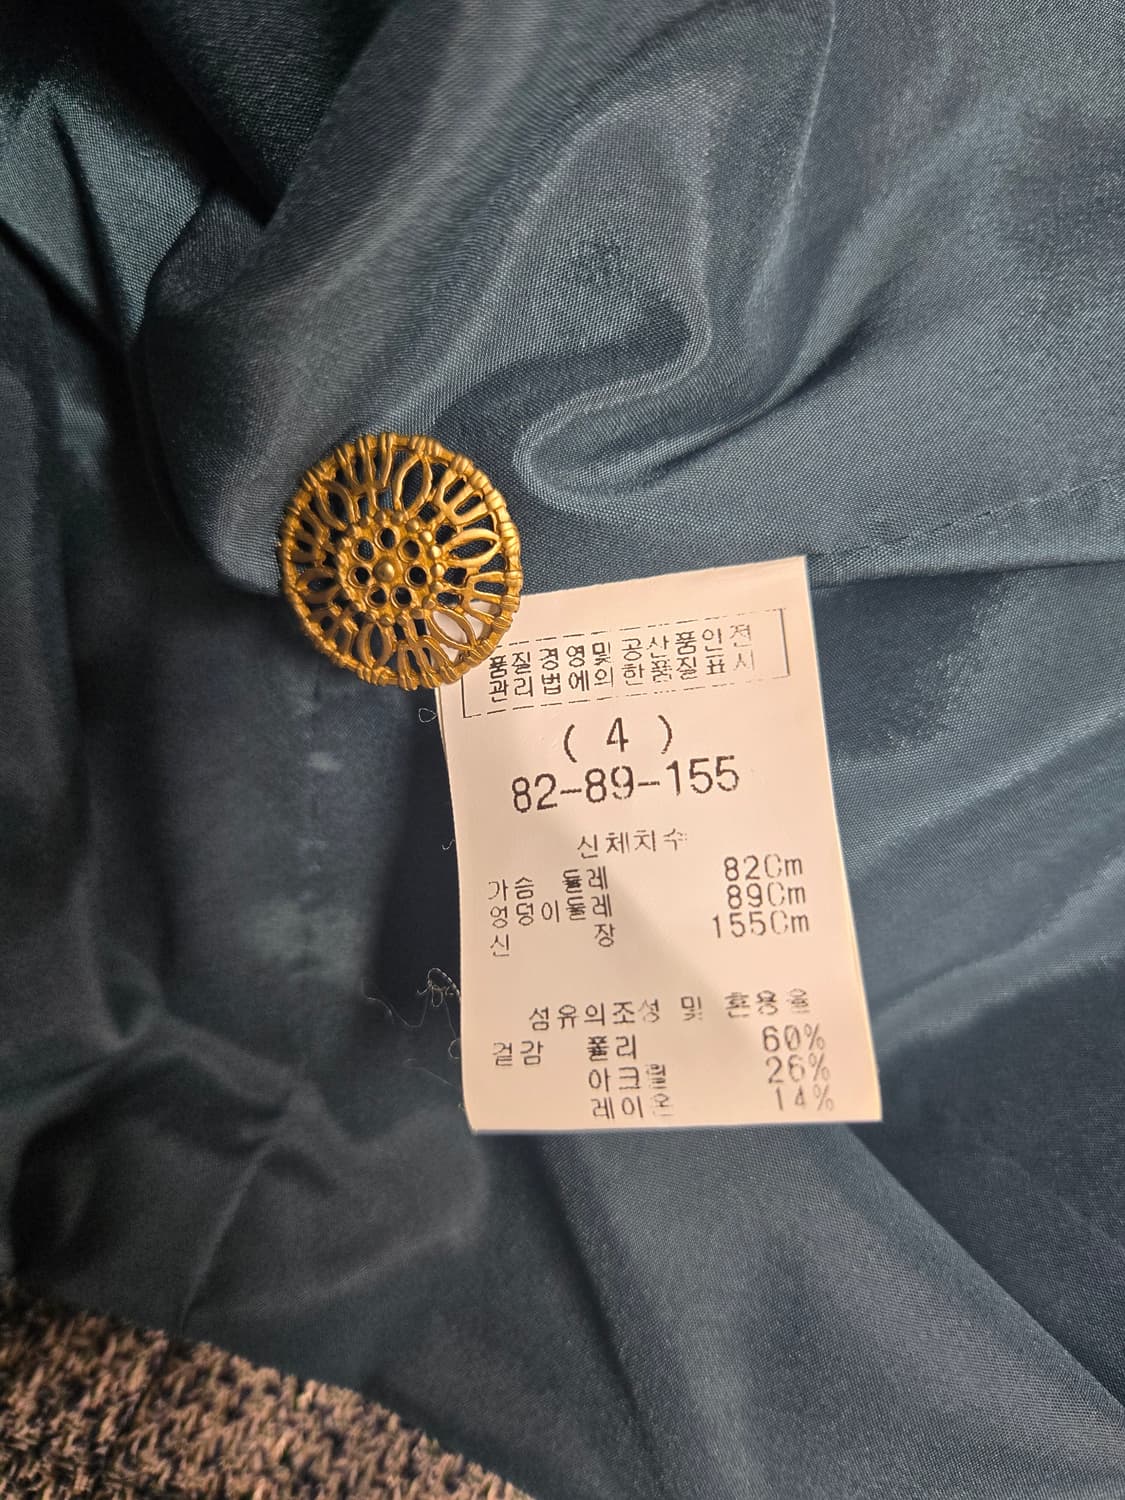 품질경영및 공산품안전
관리법에의한품질표시
( 4 )
82-89-155
신체치수
가슴 둘레 82Cm
엉덩이둘레 89Cm
신 장 155Cm
섬유의조성 및 혼용율
겉감 폴리 60%
아크릴 26%
레이온 14%